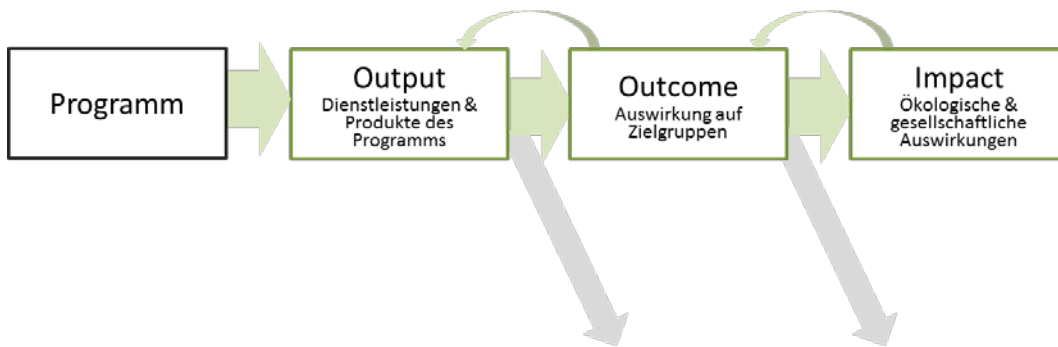 Programm
Output
Dienstleistungen &
Produkte des
Programms
Outcome
Auswirkung auf
Zielgruppen
Impact
Ökologische &
gesellschaftliche
Auswirkungen